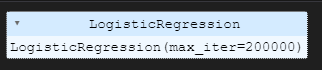 ▾ LogisticRegression
LogisticRegression(max_iter=200000)